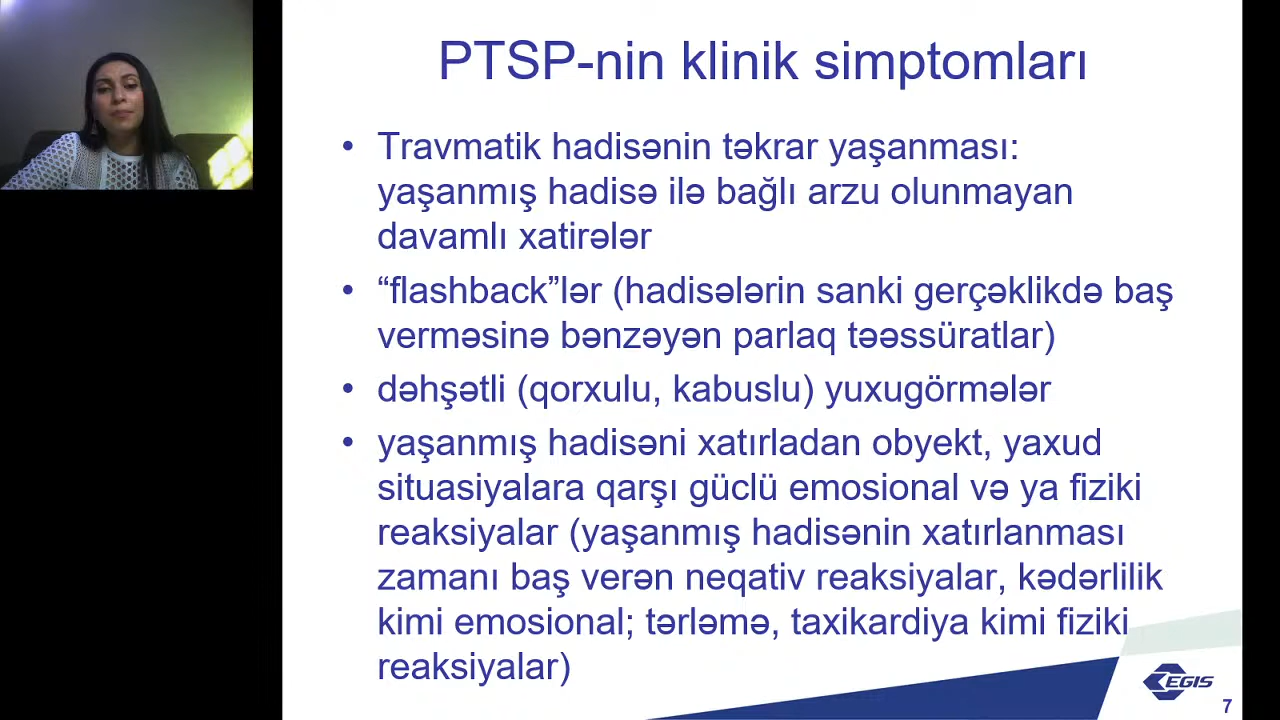 PTSP-nin klinik simptomları
• Travmatik hadisənin təkrar yaşanması:
yaşanmış hadisə ilə bağlı arzu olunmayan
davamlı xatirələr
• “flashback”lər (hadisələrin sanki gerçəklikdə baş
verməsinə bənzəyən parlaq təəssüratlar)
• dəhşətli (qorxulu, kabuslu) yuxugörmələr
• yaşanmış hadisəni xatırladan obyekt, yaxud
situasiyalara qarşı güclü emosional və ya fiziki
reaksiyalar (yaşanmış hadisənin xatırlanması
zamanı baş verən neqativ reaksiyalar, kədərlilik
kimi emosional; tərləmə, taxikardiya kimi fiziki
reaksiyalar)
EGIS
7